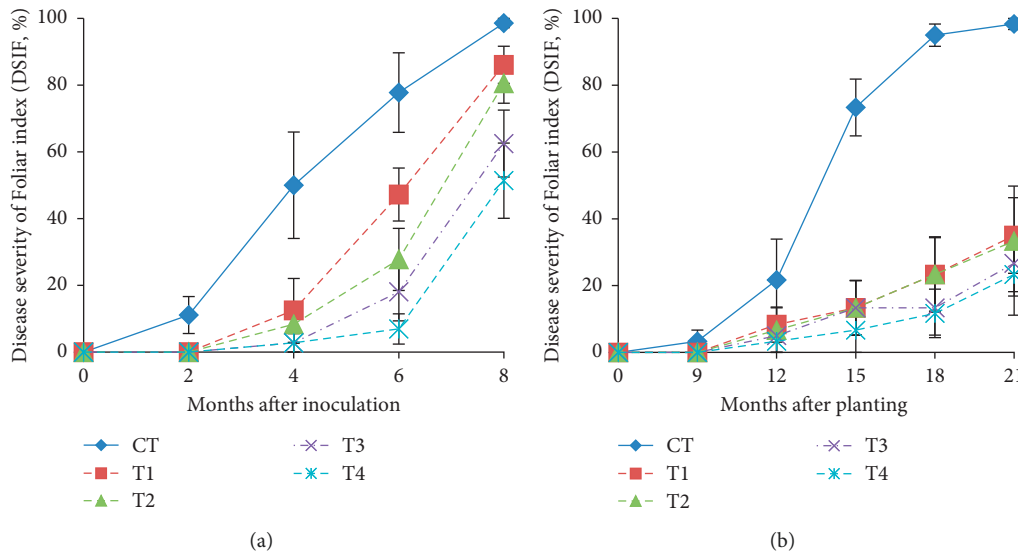 Disease severity of Foliar index (DSIF, %)
100
80
60
40
20
0
0 2 4 6 8
Months after inoculation
CT
T1
T2
T3
T4
(a)
Disease severity of Foliar index (DSIF, %)
100
80
60
40
20
0
0 9 12 15 18 21
Months after planting
CT
T1
T2
T3
T4
(b)